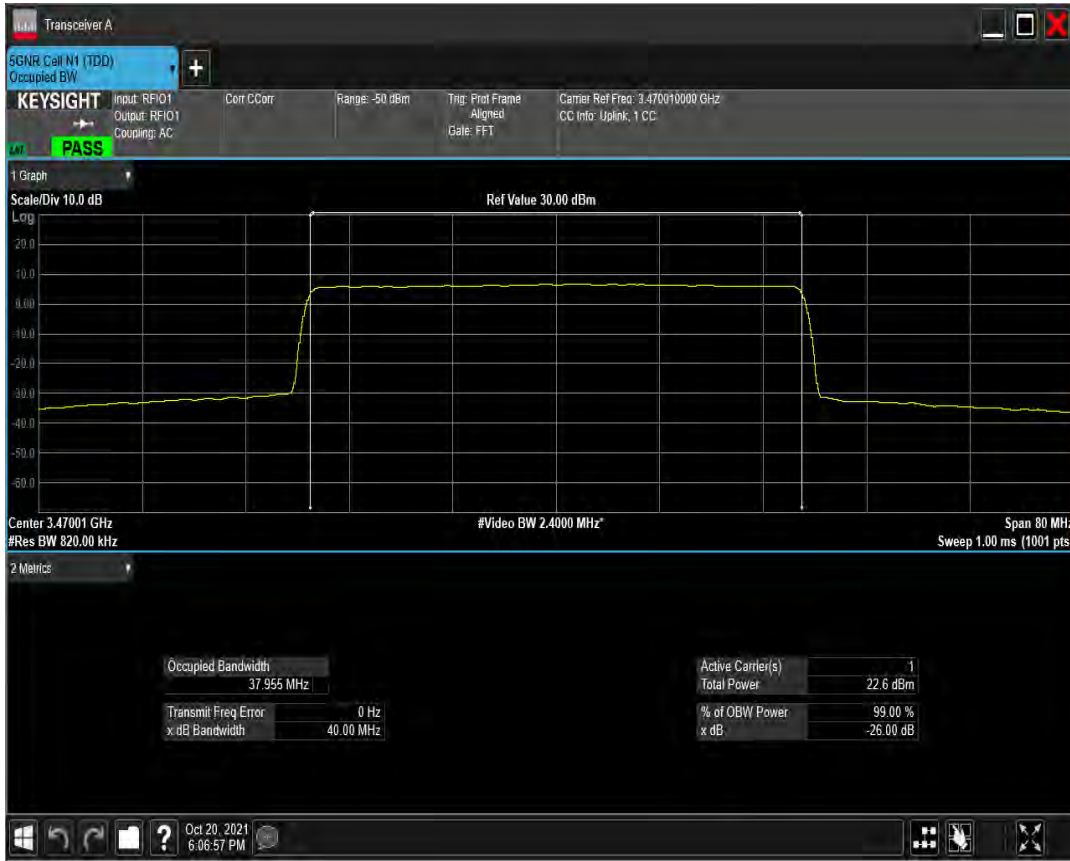 Transceiver A
5GNR Cell N1 (TDD)
Occupied BW
+
KEYSIGHT
Input: RFIO1
Output: RFIO1
Coupling: AC
Corr CCorr
Range: -50 dBm
Trig: Prot Frame
Aligned
Gate: FFT
Carrier Ref Freq: 3.470010000 GHz
CC Info: Uplink, 1 CC
PASS
1 Graph
Scale/Div 10.0 dB
Ref Value 30.00 dBm
Log
20.0
10.0
0.00
-10.0
-20.0
-30.0
-40.0
-50.0
-60.0
Center 3.47001 GHz
#Video BW 2.4000 MHz*
Span 80 MHz
#Res BW 820.00 kHz
Sweep 1.00 ms (1001 pts
2 Metrics
Occupied Bandwidth
37.955 MHz
Transmit Freq Error 0 Hz
x dB Bandwidth 40.00 MHz
Active Carrier(s) 1
Total Power 22.6 dBm
% of OBW Power 99.00 %
x dB -26.00 dB
?
Oct 20, 2021
6:06:57 PM